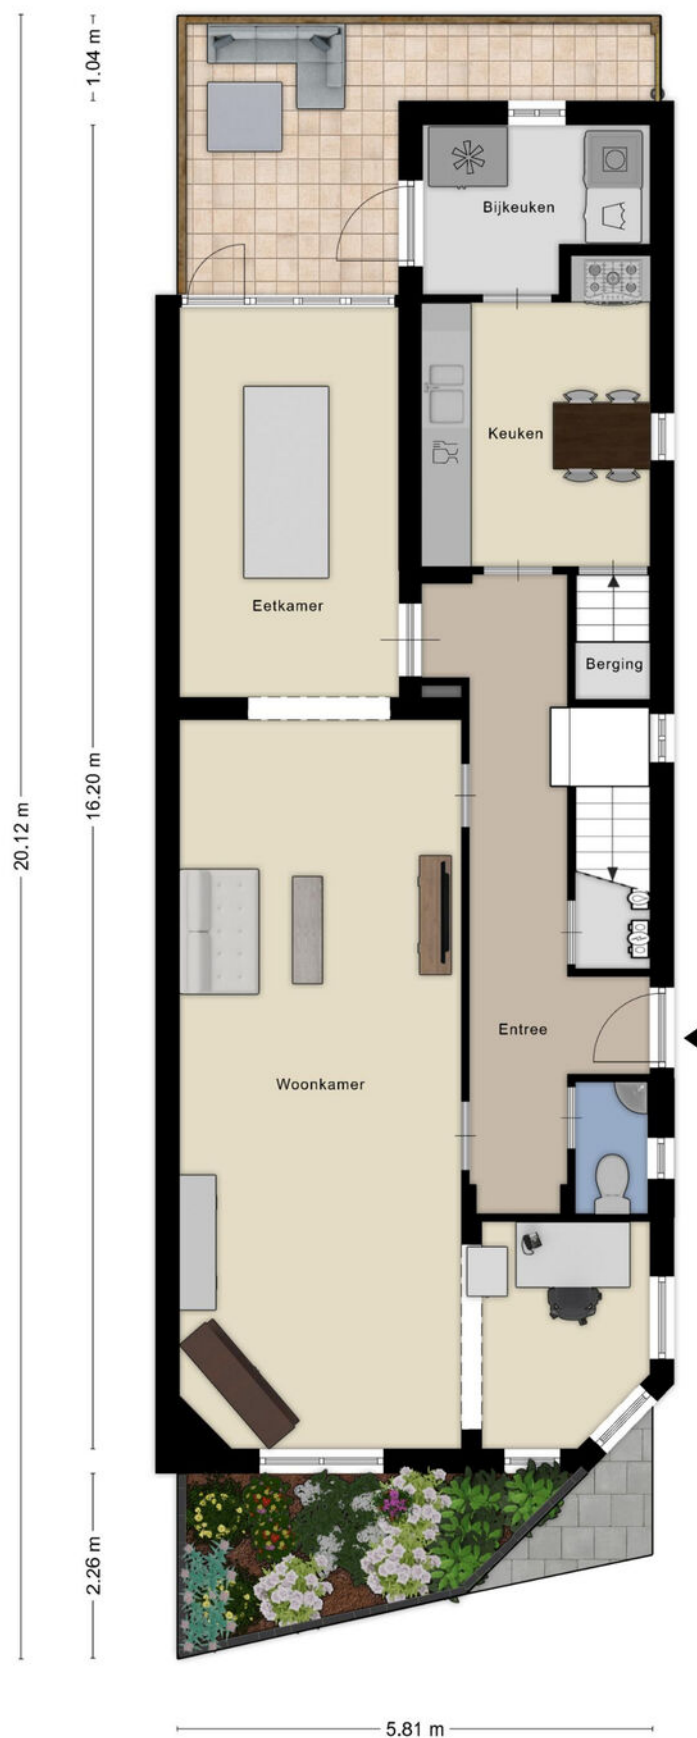 1.04 m
Bijkeuken
Keuken
Eetkamer
Berging
16.20 m
20.12 m
Entree
Woonkamer
2.26 m
5.81 m